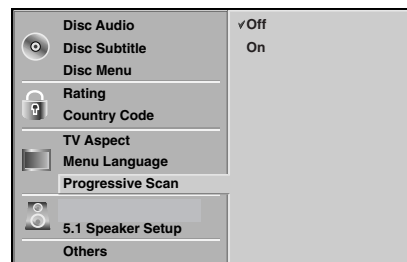 Disc Audio
Disc Subtitle
Disc Menu
Rating
Country Code
TV Aspect
Menu Language
Progressive Scan
5.1 Speaker Setup
Others
✓Off
On